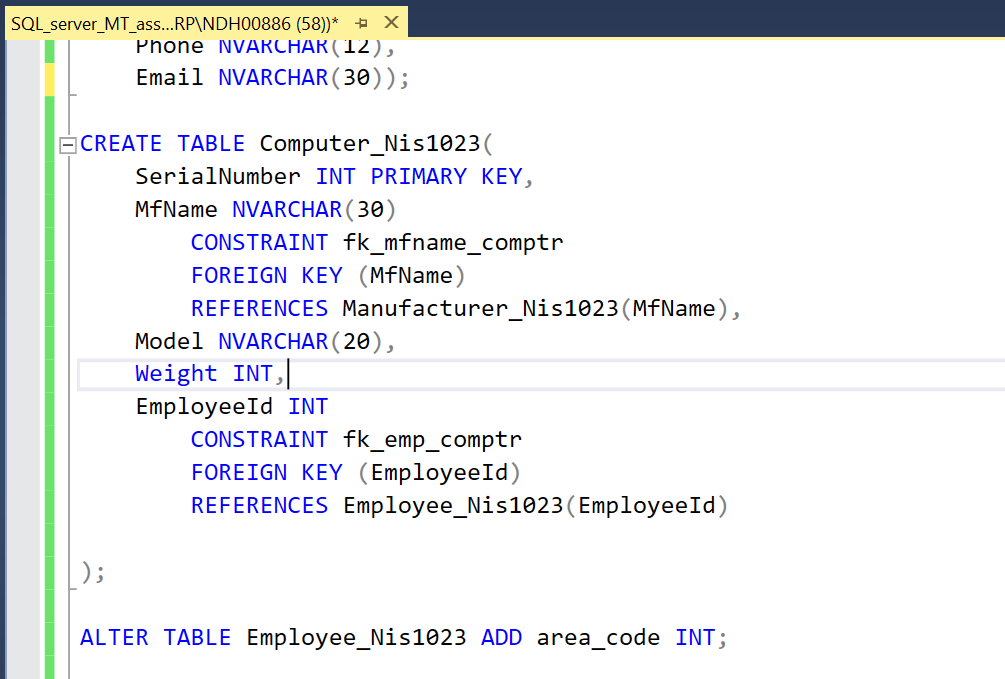 SQL_server_MT_ass...RP\NDH00886 (58))*
Phone NVARCHAR(12),
Email NVARCHAR(30));
CREATE TABLE Computer_Nis1023(
SerialNumber INT PRIMARY KEY,
MfName NVARCHAR(30)
CONSTRAINT fk_mfname_comptr
FOREIGN KEY (MfName)
REFERENCES Manufacturer_Nis1023(MfName),
Model NVARCHAR(20),
Weight INT,
EmployeeId INT
CONSTRAINT fk_emp_comptr
FOREIGN KEY (EmployeeId)
REFERENCES Employee_Nis1023(EmployeeId)
);
ALTER TABLE Employee_Nis1023 ADD area_code INT;